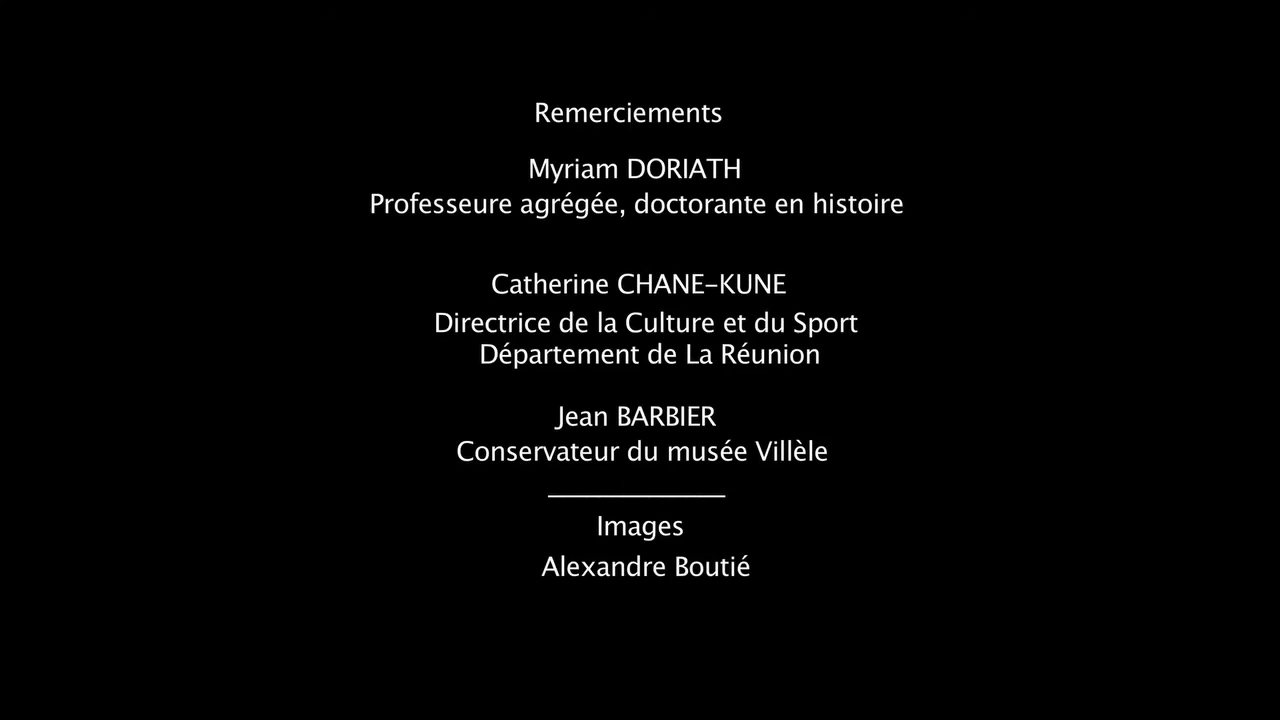 Remerciements
Myriam DORIATH
Professeure agrégée, doctorante en histoire
Catherine CHANE-KUNE
Directrice de la Culture et du Sport
Département de La Réunion
Jean BARBIER
Conservateur du musée Villèle
Images
Alexandre Boutié